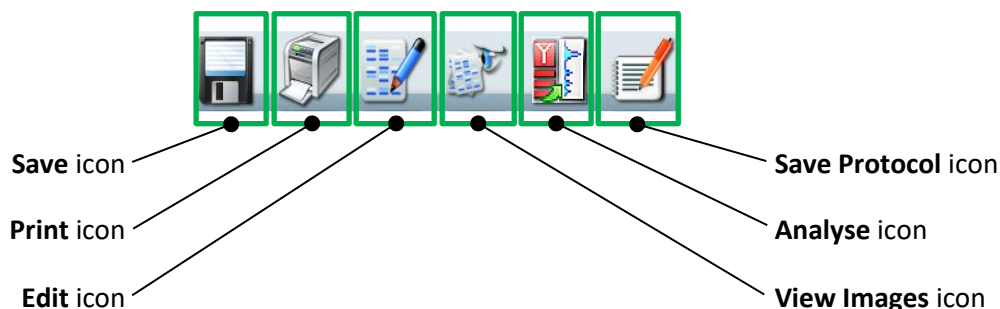 Save icon
Print icon
Edit icon
Save Protocol icon
Analyse icon
View Images icon